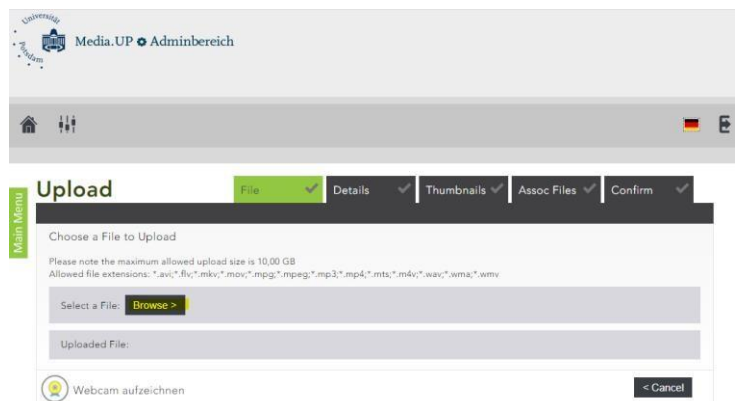 Universität
Potsdam
Media.UP Adminbereich
Main Menu
Upload
File
Details
Thumbnails
Assoc Files
Confirm
Choose a File to Upload
Please note the maximum allowed upload size is 10,00 GB
Allowed file extensions: *.avi;*.flv;*.mkv;*.mov;*.mpg;*.mpeg;*.mp3;*.mp4;*.mts;*.m4v;*.wav;*.wma;*.wmv
Select a File: Browse >
Uploaded File:
Webcam aufzeichnen
< Cancel